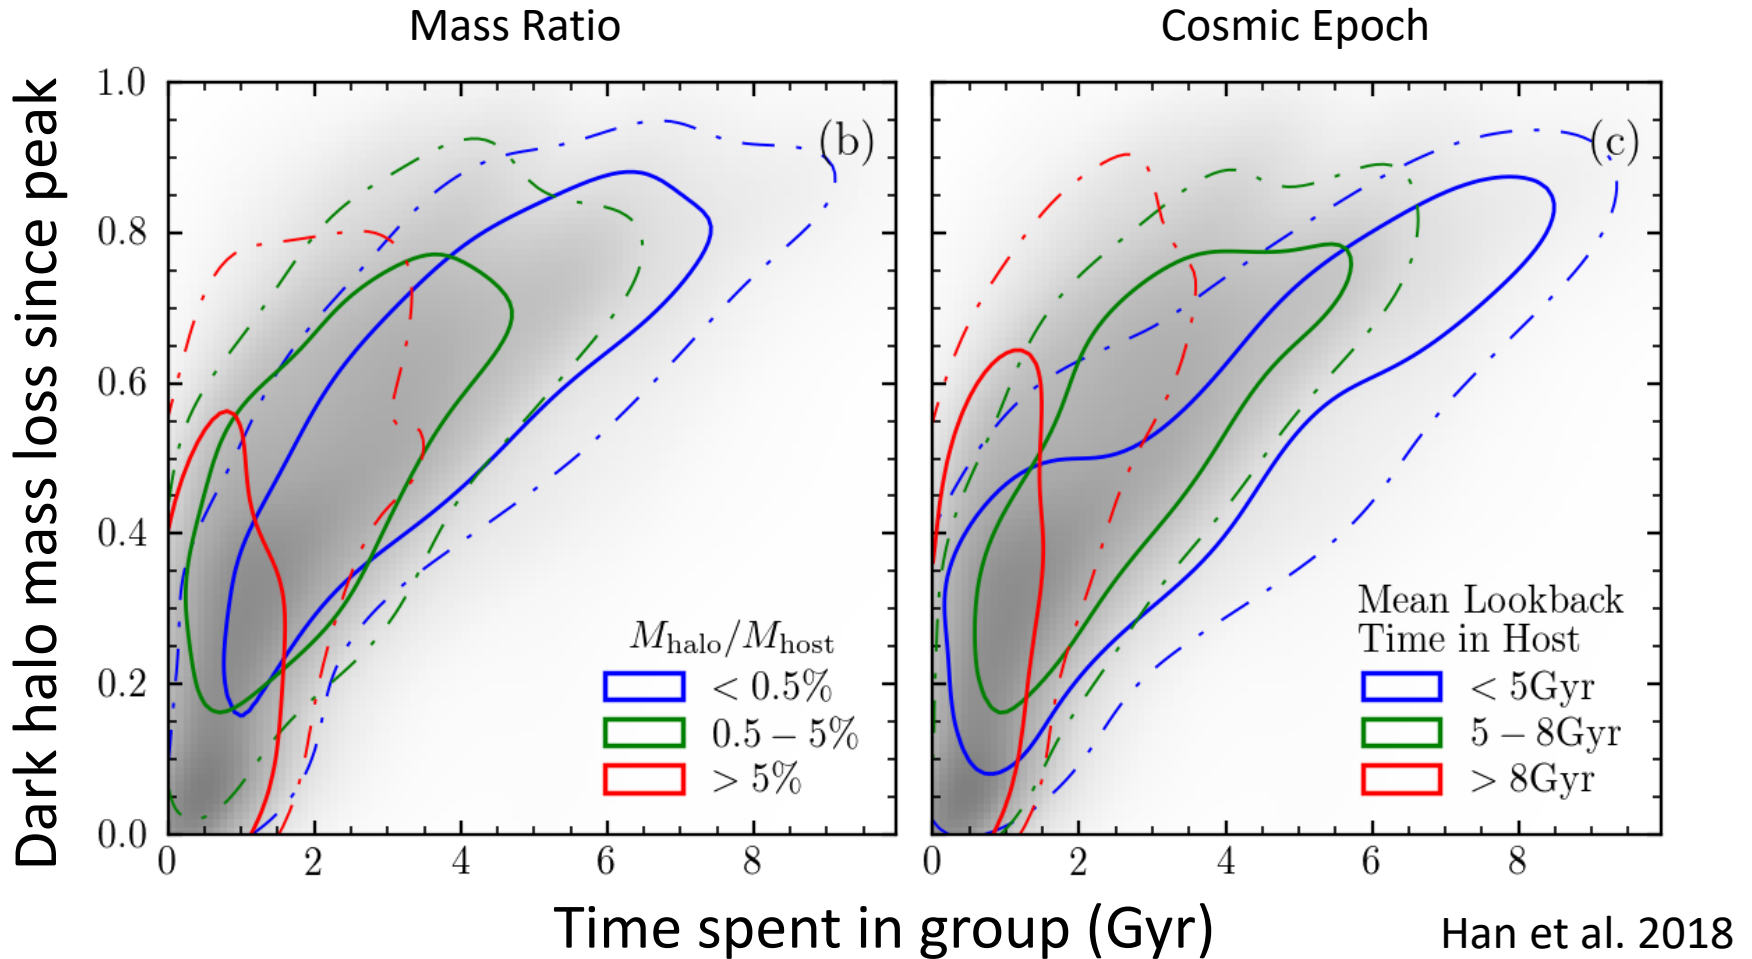 Mass Ratio
Cosmic Epoch
Dark halo mass loss since peak
1.0
0.8
0.6
0.4
0.2
0.0
(b)
M_halo/M_host
< 0.5%
0.5 – 5%
> 5%
0 2 4 6 8
(c)
Mean Lookback
Time in Host
< 5Gyr
5 – 8Gyr
> 8Gyr
0 2 4 6 8
Time spent in group (Gyr)
Han et al. 2018